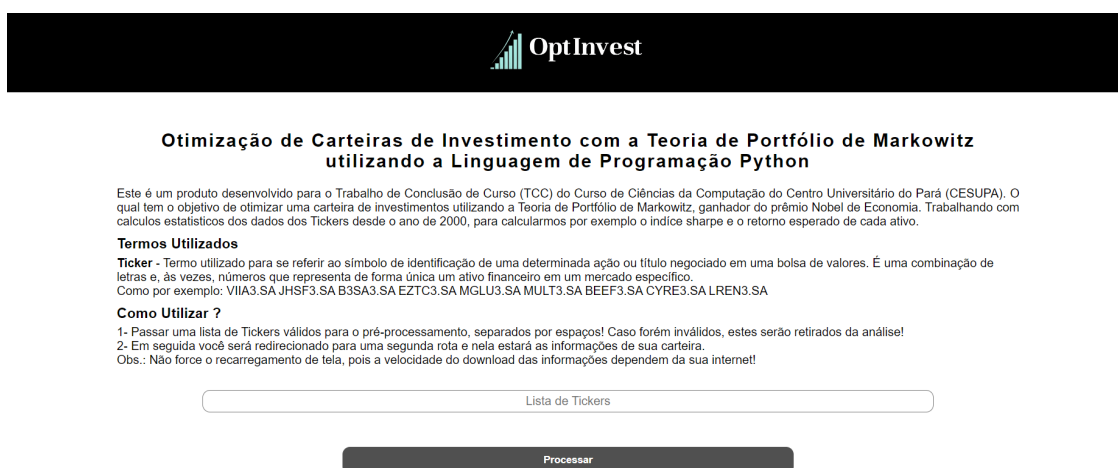 OptInvest
Otimização de Carteiras de Investimento com a Teoria de Portfólio de Markowitz
utilizando a Linguagem de Programação Python
Este é um produto desenvolvido para o Trabalho de Conclusão de Curso (TCC) do Curso de Ciências da Computação do Centro Universitário do Pará (CESUPA). O
qual tem o objetivo de otimizar uma carteira de investimentos utilizando a Teoria de Portfólio de Markowitz, ganhador do prêmio Nobel de Economia. Trabalhando com
calculos estatisticos dos dados dos Tickers desde o ano de 2000, para calcularmos por exemplo o indíce sharpe e o retorno esperado de cada ativo.
Termos Utilizados
Ticker - Termo utilizado para se referir ao símbolo de identificação de uma determinada ação ou título negociado em uma bolsa de valores. É uma combinação de
letras e, às vezes, números que representa de forma única um ativo financeiro em um mercado específico.
Como por exemplo: VIIA3.SA JHSF3.SA B3SA3.SA EZTC3.SA MGLU3.SA MULT3.SA BEEF3.SA CYRE3.SA LREN3.SA
Como Utilizar ?
1- Passar uma lista de Tickers válidos para o pré-processamento, separados por espaços! Caso forém inválidos, estes serão retirados da análise!
2- Em seguida você será redirecionado para uma segunda rota e nela estará as informações de sua carteira.
Obs.: Não force o recarregamento de tela, pois a velocidade do download das informações dependem da sua internet!
Lista de Tickers
Processar